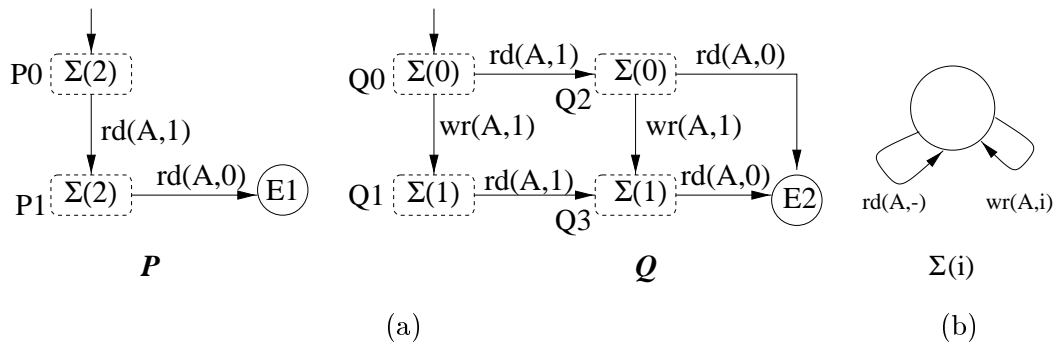 P0 Σ(2)
rd(A,1)
P1 Σ(2) rd(A,0) E1
P
Q0 Σ(0) rd(A,1) Q2 Σ(0) rd(A,0)
wr(A,1) wr(A,1)
Q1 Σ(1) rd(A,1) Q3 Σ(1) rd(A,0) E2
Q
rd(A,-) wr(A,i)
Σ(i)
(a) (b)